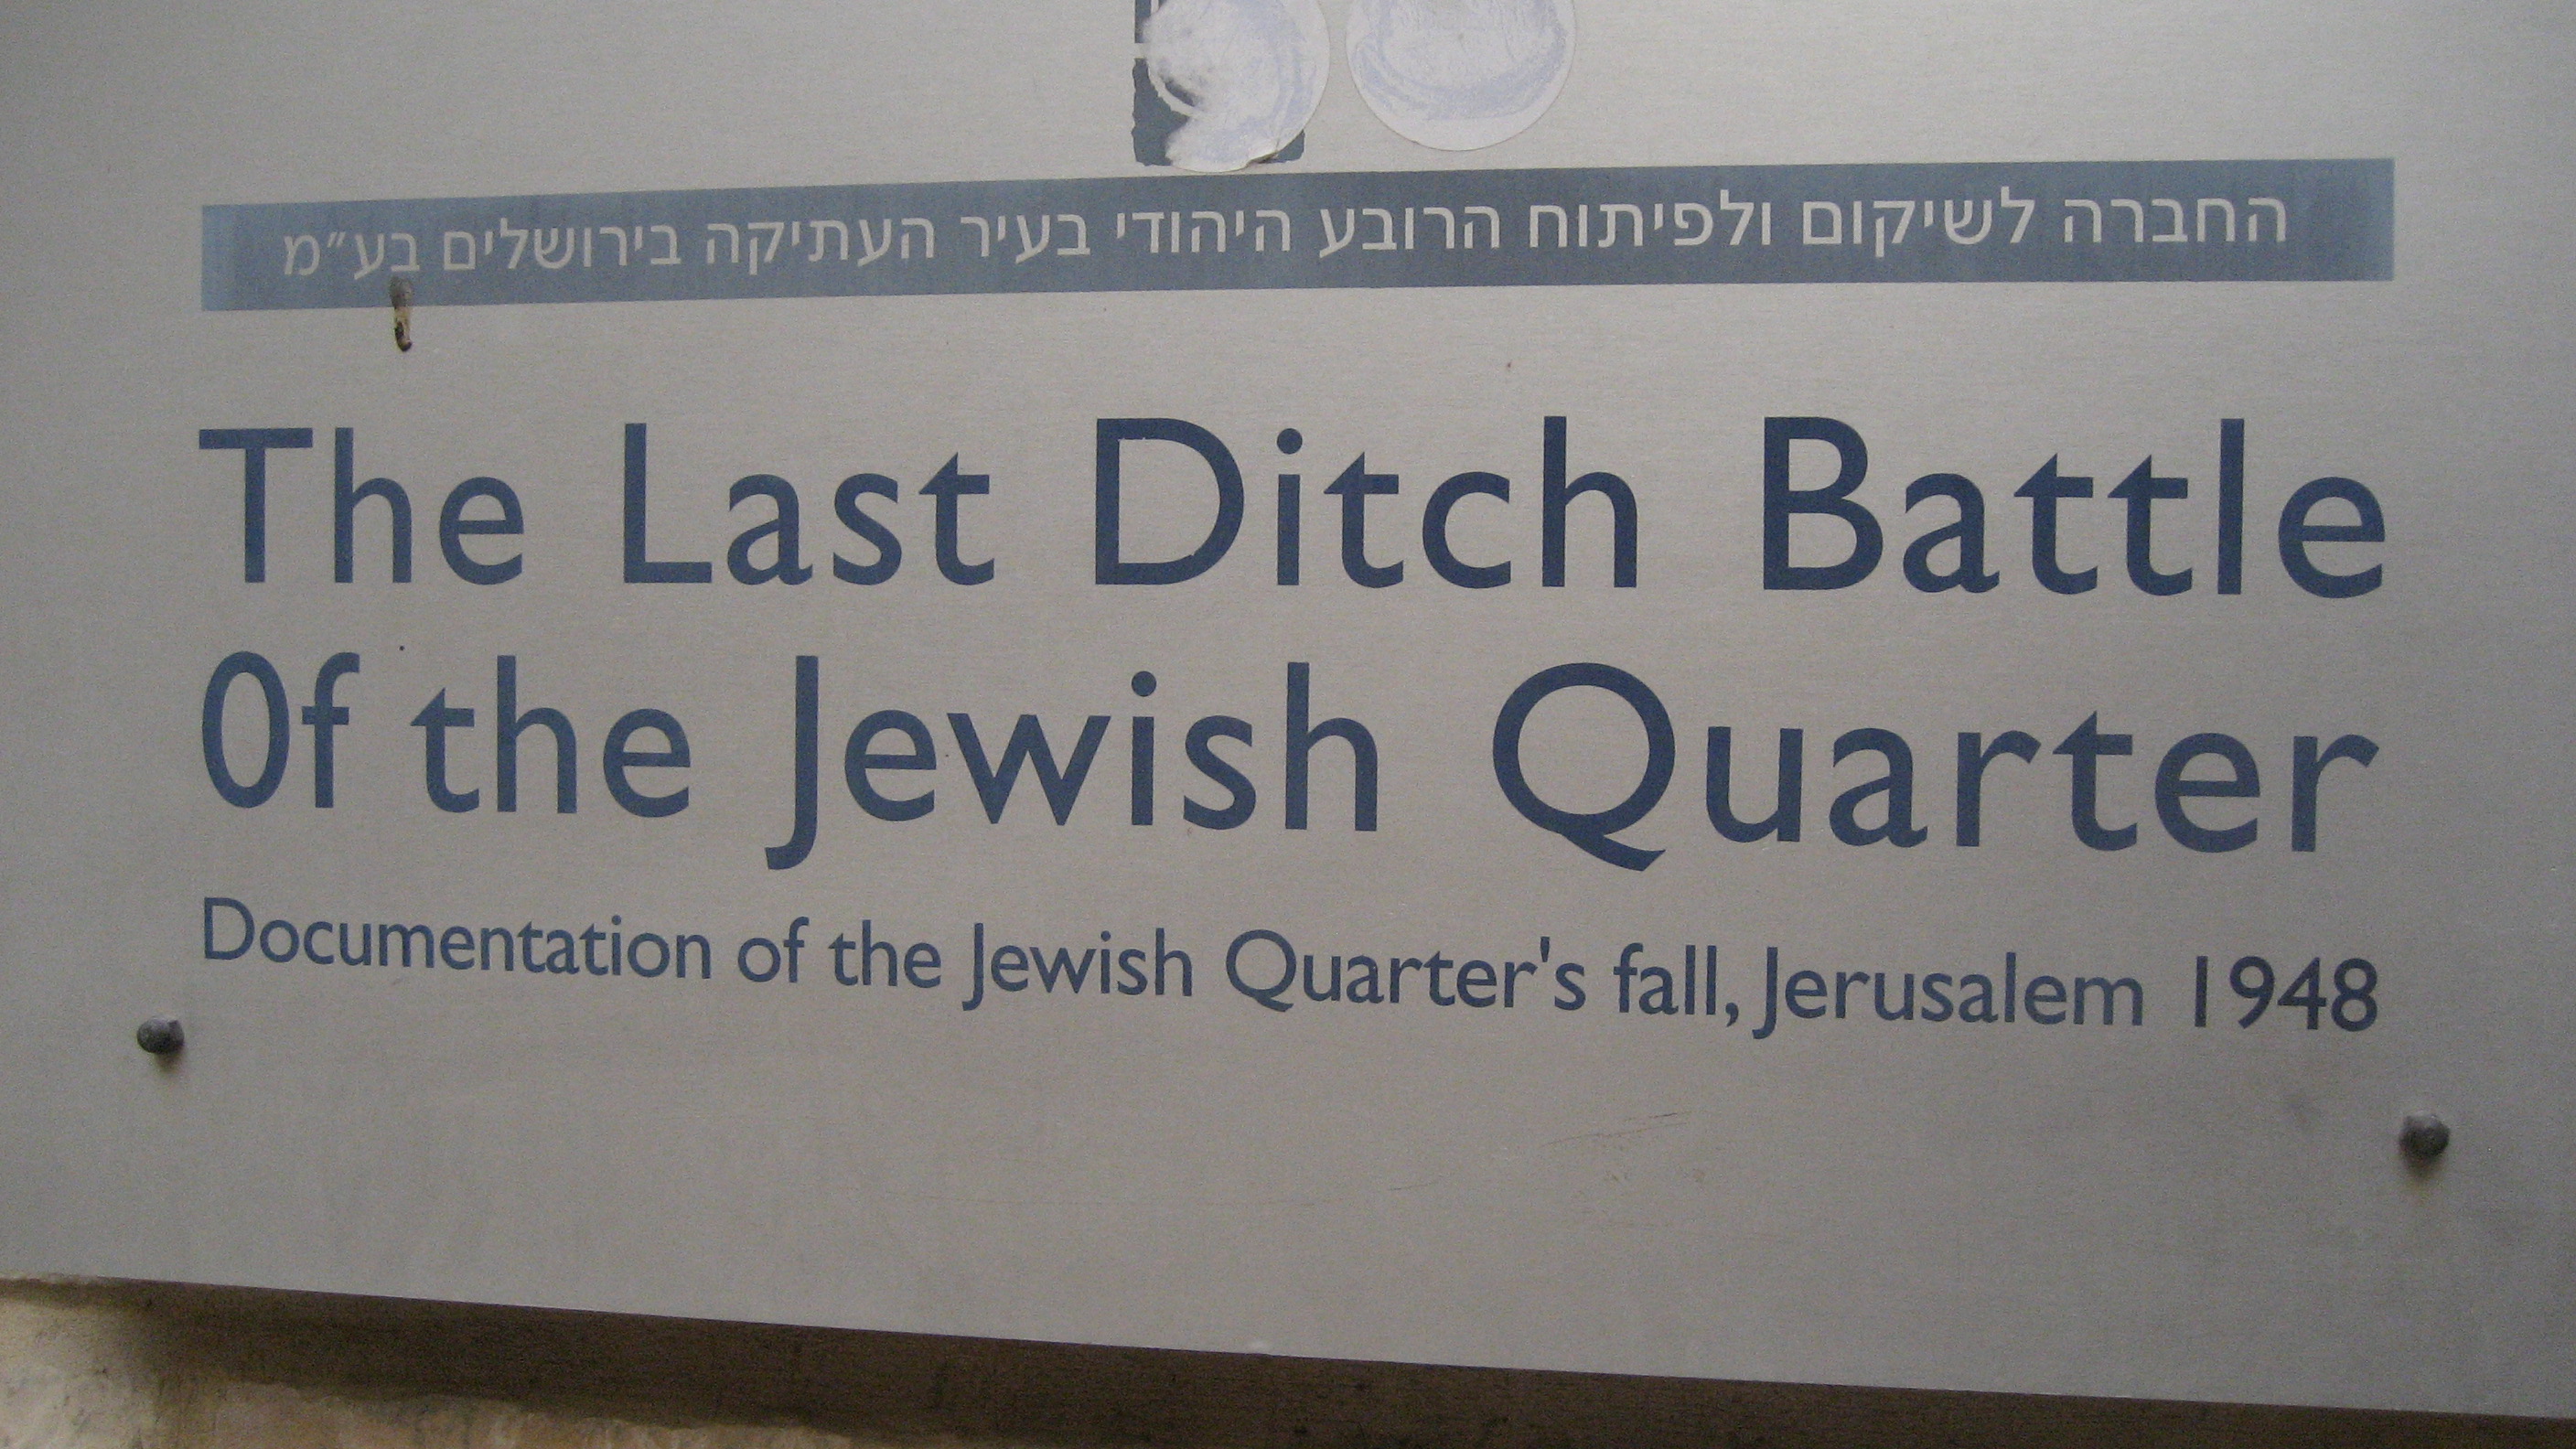 החברה לשיקום ולפיתוח הרובע היהודי בעיר העתיקה בירושלים בע״מ
The Last Ditch Battle
Of the Jewish Quarter
Documentation of the Jewish Quarter's fall, Jerusalem 1948